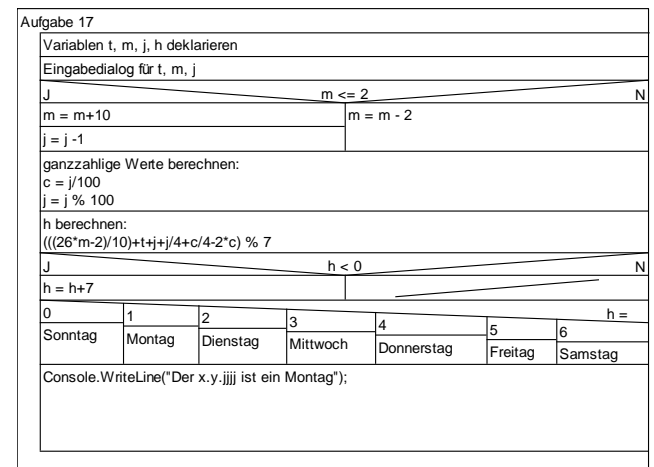 Aufgabe 17
Variablen t, m, j, h deklarieren
Eingabedialog für t, m, j
J m <= 2 N
m = m+10 m = m - 2
j = j -1
ganzzahlige Werte berechnen:
c = j/100
j = j % 100
h berechnen:
(((26*m-2)/10)+t+j+j/4+c/4-2*c) % 7
J h < 0 N
h = h+7
0 1 2 3 4 5 6 h =
Sonntag Montag Dienstag Mittwoch Donnerstag Freitag Samstag
Console.WriteLine("Der x.y.jjjj ist ein Montag");